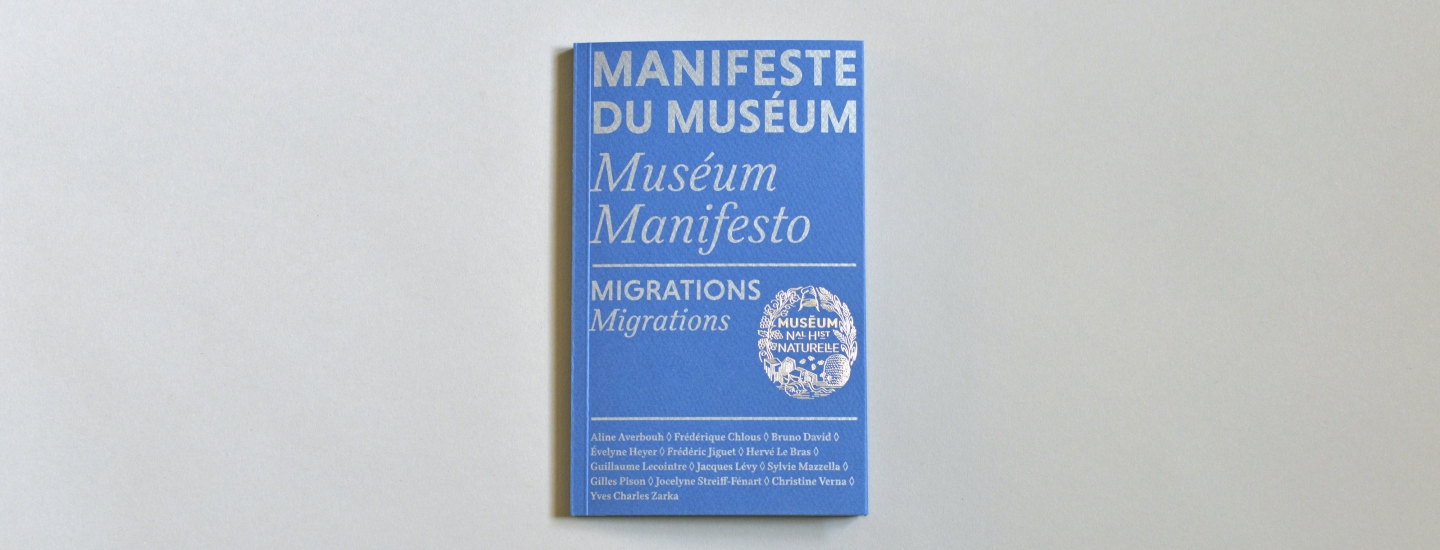 MANIFESTE
DU MUSÉUM
Muséum
Manifesto
MIGRATIONS
Migrations
MUSÉUM
NAL HIST
NATURELLE
Aline Averbouh ◊ Frédérique Chlous ◊ Bruno David ◊
Évelyne Heyer ◊ Frédéric Jiguet ◊ Hervé Le Bras ◊
Guillaume Lecointre ◊ Jacques Lévy ◊ Sylvie Mazzella ◊
Gilles Pison ◊ Jocelyne Streiff-Fénart ◊ Christine Verna ◊
Yves Charles Zarka